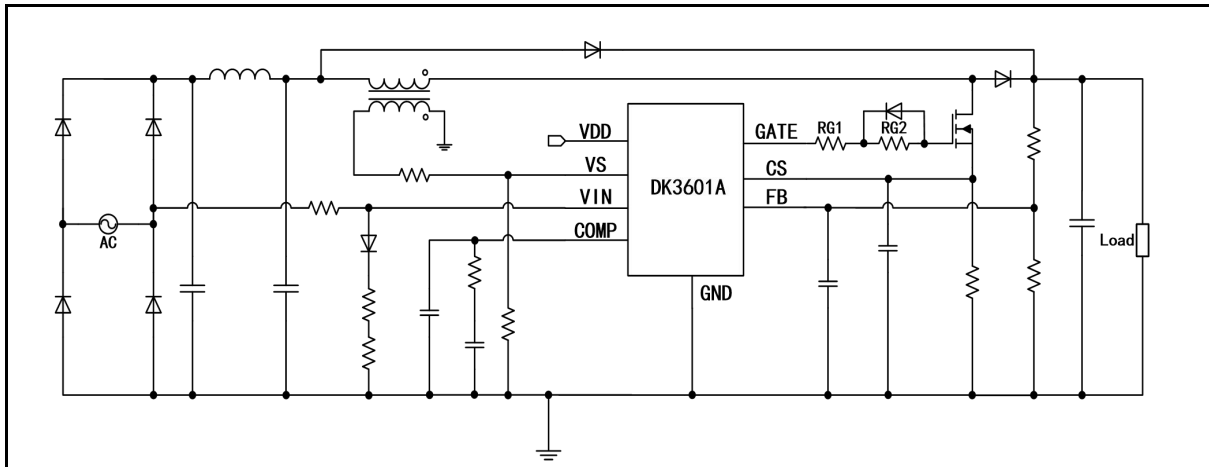 VDD
VS
VIN
COMP
DK3601A
GATE
CS
FB
GND
RG1
RG2
AC
Load